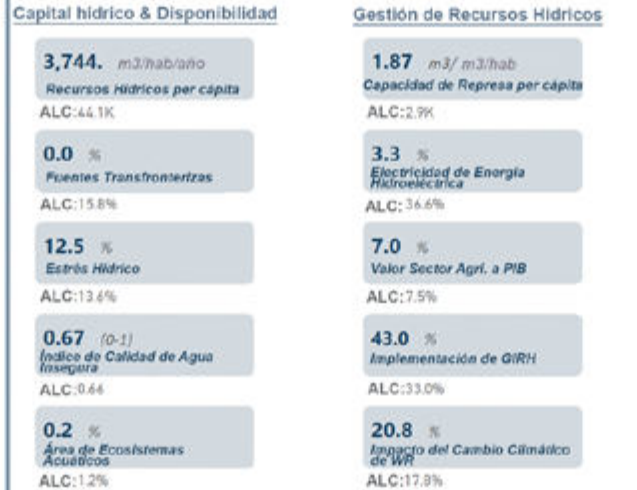 Capital hídrico & Disponibilidad
3,744. m3/hab/año
Recursos Hídricos per cápita
ALC:44.1K
0.0 %
Fuentes Transfronterizas
ALC:15.8%
12.5 %
Estrés Hídrico
ALC:13.6%
0.67 (0-1)
Índice de Calidad de Agua
Insegura
ALC:0.66
0.2 %
Área de Ecosistemas
Acuáticos
ALC:1.2%
Gestión de Recursos Hídricos
1.87 m3/ m3/hab
Capacidad de Represa per cápita
ALC:2.9K
3.3 %
Electricidad de Energía
Hidroeléctrica
ALC: 36.6%
7.0 %
Valor Sector Agrí. a PIB
ALC:7.5%
43.0 %
Implementación de GIRH
ALC:33.0%
20.8 %
Impacto del Cambio Climático
de WR
ALC:17.8%